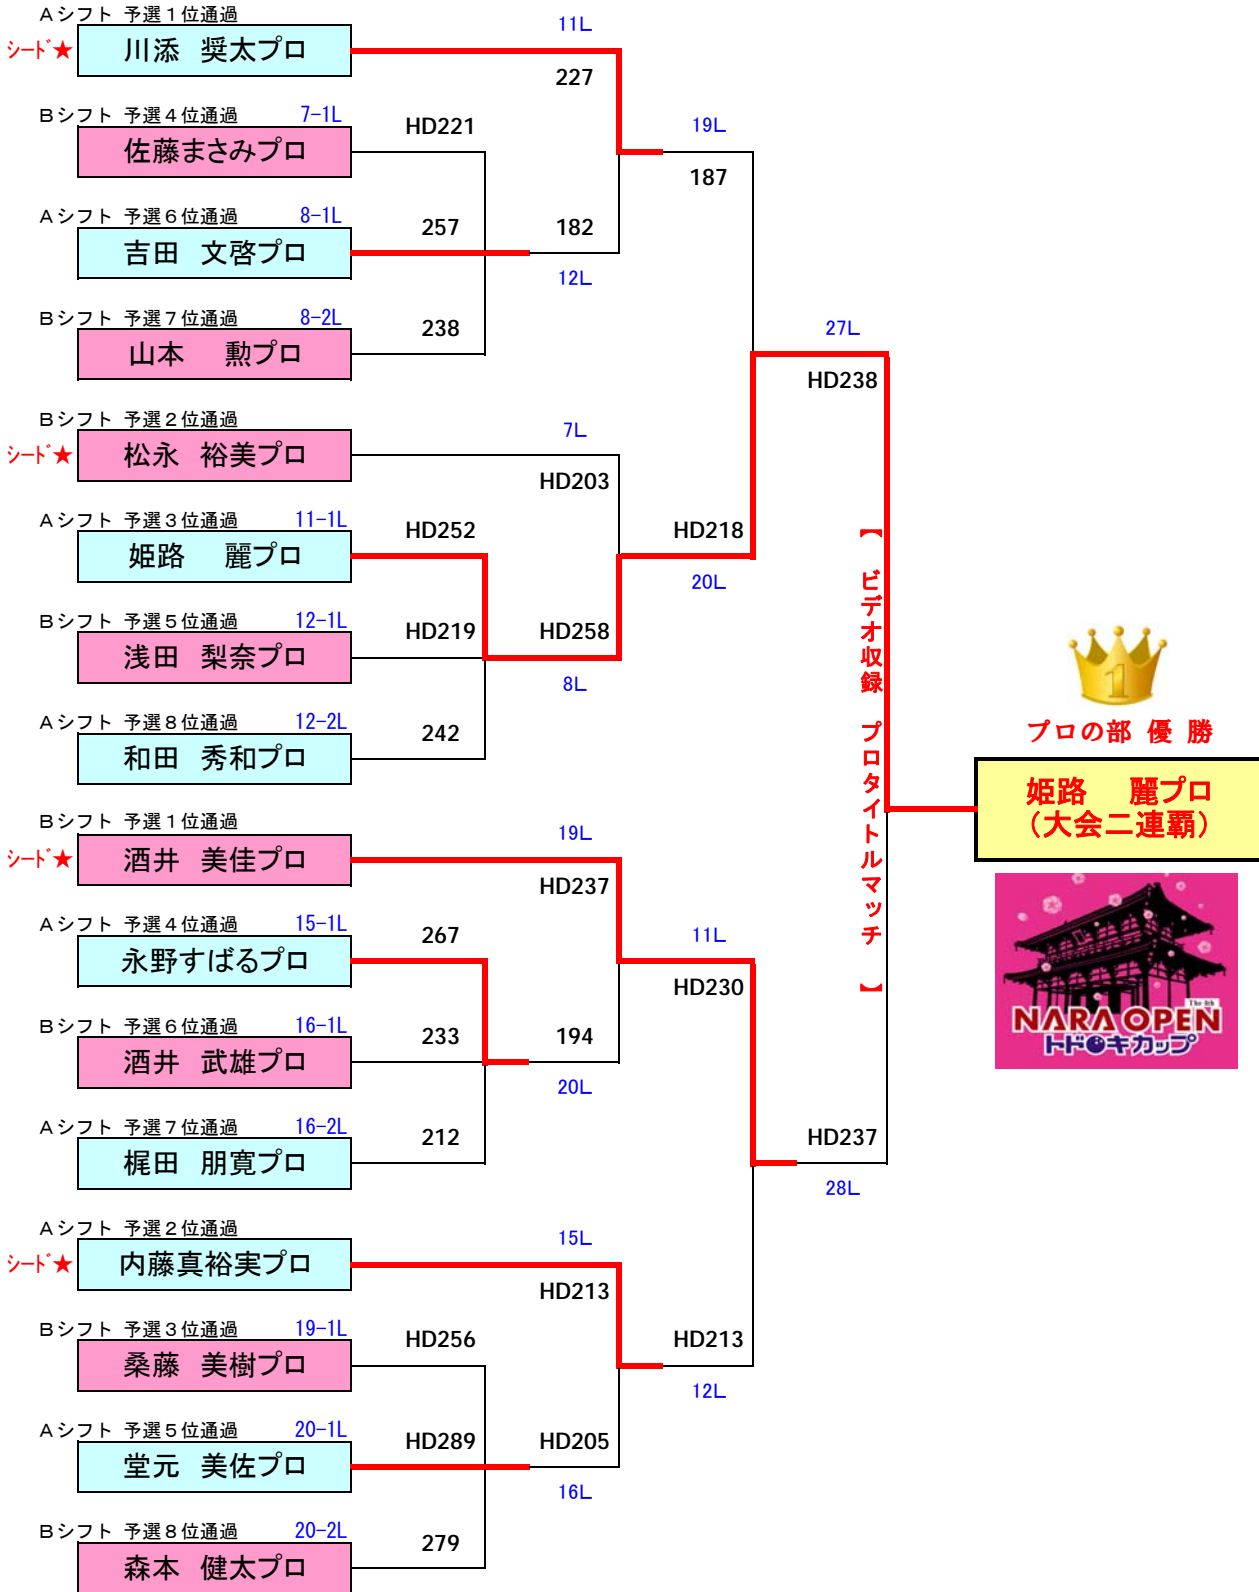 Aシフト 予選1位通過
シード★
川添 奨太プロ
11L
227
Bシフト 予選4位通過 7-1L
佐藤まさみプロ
HD221
19L
187
Aシフト 予選6位通過 8-1L
吉田 文啓プロ
257
182
12L
Bシフト 予選7位通過 8-2L
山本 勲プロ
238
27L
HD238
Bシフト 予選2位通過
シード★
松永 裕美プロ
7L
HD203
Aシフト 予選3位通過 11-1L
姫路 麗プロ
HD252
HD218
20L
Bシフト 予選5位通過 12-1L
浅田 梨奈プロ
HD219
HD258
8L
Aシフト 予選8位通過 12-2L
和田 秀和プロ
242
【 ビデオ収録 プロタイトルマッチ 】
1
プロの部 優 勝
姫路 麗プロ
(大会二連覇)
Bシフト 予選1位通過
シード★
酒井 美佳プロ
19L
HD237
Aシフト 予選4位通過 15-1L
永野すばるプロ
267
11L
HD230
The 8th
NARA OPEN
トドロキカップ
Bシフト 予選6位通過 16-1L
酒井 武雄プロ
233
194
20L
Aシフト 予選7位通過 16-2L
梶田 朋寛プロ
212
HD237
28L
Aシフト 予選2位通過
シード★
内藤真裕実プロ
15L
HD213
Bシフト 予選3位通過 19-1L
桑藤 美樹プロ
HD256
HD213
12L
Aシフト 予選5位通過 20-1L
堂元 美佐プロ
HD289
HD205
16L
Bシフト 予選8位通過 20-2L
森本 健太プロ
279